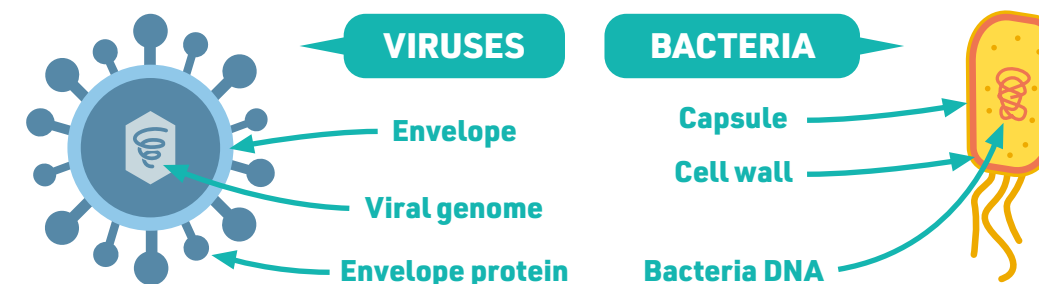 VIRUSES
Envelope
Viral genome
Envelope protein
BACTERIA
Capsule
Cell wall
Bacteria DNA